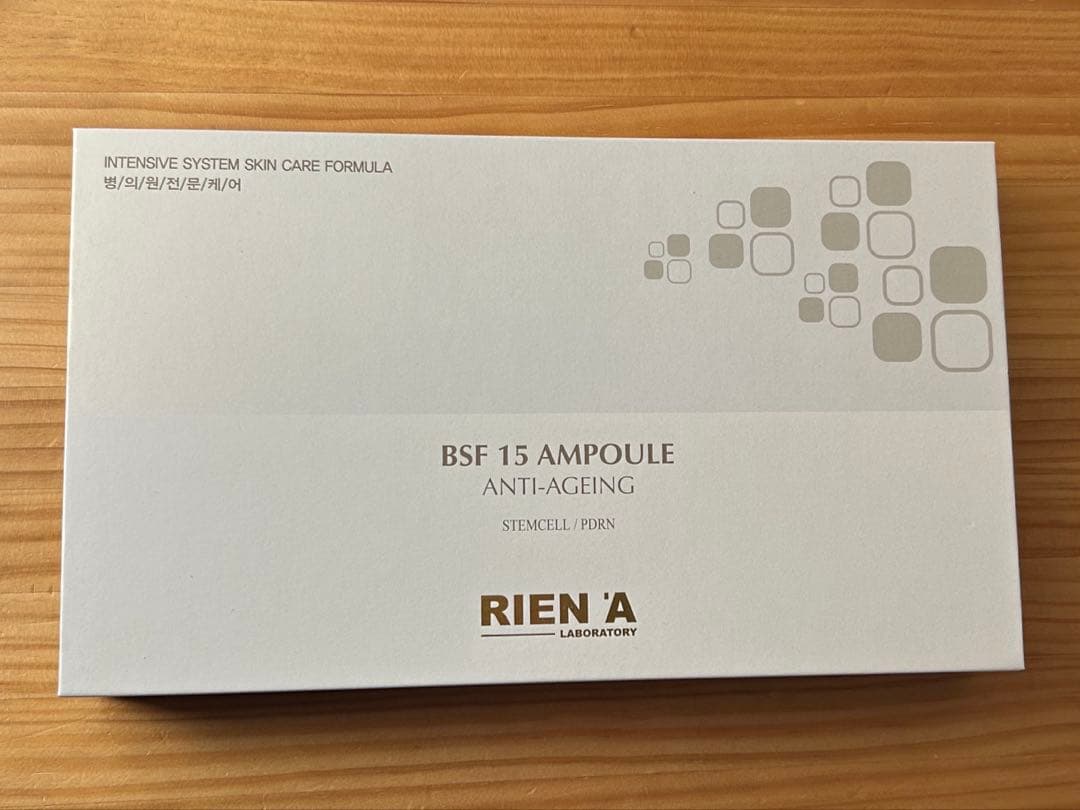 INTENSIVE SYSTEM SKIN CARE FORMULA
병/의/원/전/문/케/어
BSF 15 AMPOULE
ANTI-AGEING
STEMCELL / PDRN
RIEN 'A
LABORATORY